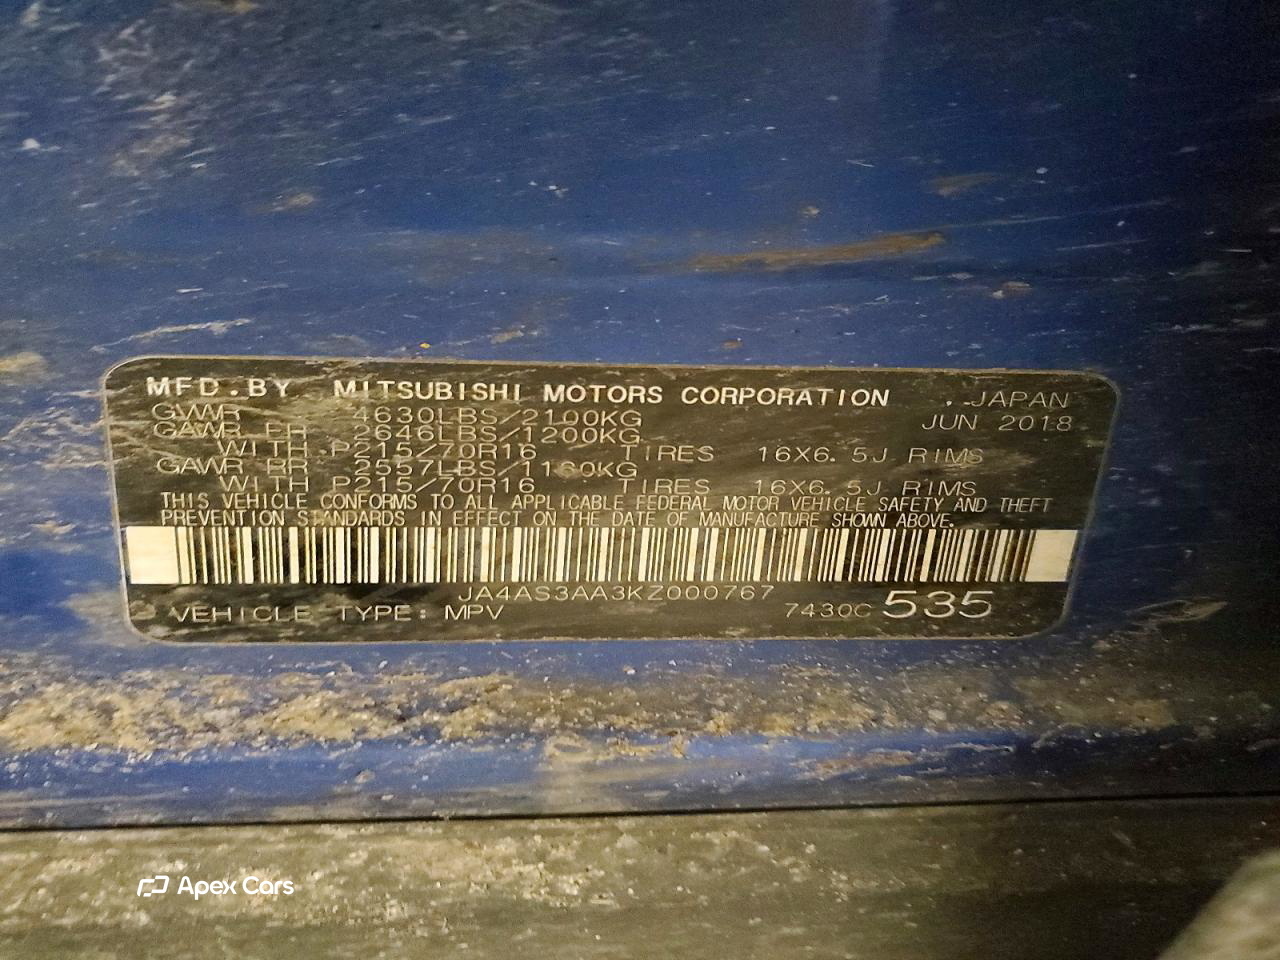 MFD.BY MITSUBISHI MOTORS CORPORATION JAPAN
GVWR 4630LBS/2100KG JUN 2018
GAWR FR 2646LBS/1200KG
WITH P215/70R16 TIRES 16X6.5J RIMS
GAWR RR 2557LBS/1160KG
WITH P215/70R16 TIRES 16X6.5J RIMS
THIS VEHICLE CONFORMS TO ALL APPLICABLE FEDERAL MOTOR VEHICLE SAFETY AND THEFT
PREVENTION STANDARDS IN EFFECT ON THE DATE OF MANUFACTURE SHOWN ABOVE.
JA4AS3AA3KZ000767
VEHICLE TYPE: MPV 7430C 535
Apex Cars